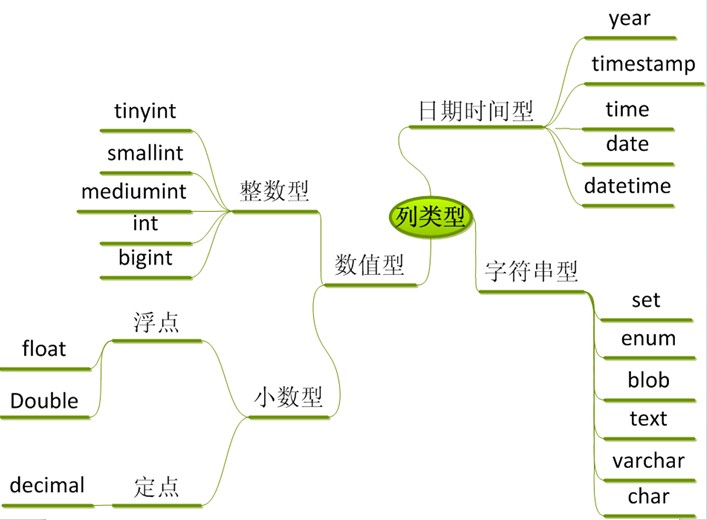 列类型
日期时间型
year
timestamp
time
date
datetime
字符串型
set
enum
blob
text
varchar
char
数值型
整数型
tinyint
smallint
mediumint
int
bigint
小数型
浮点
float
Double
定点
decimal